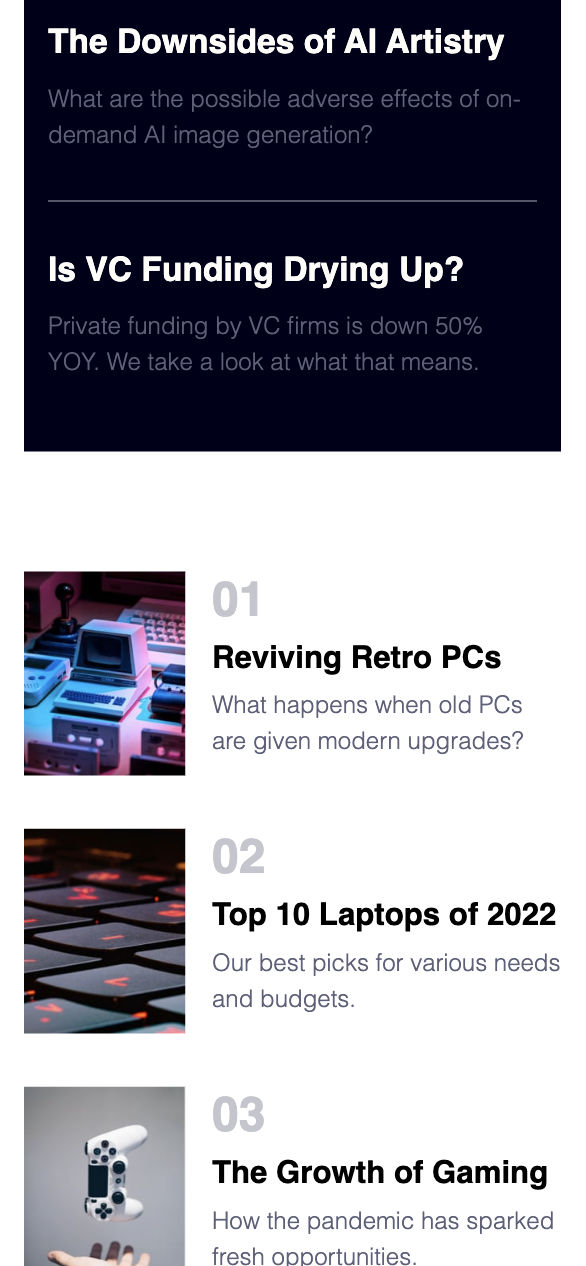 The Downsides of AI Artistry
What are the possible adverse effects of on-
demand AI image generation?
Is VC Funding Drying Up?
Private funding by VC firms is down 50%
YOY. We take a look at what that means.
01
Reviving Retro PCs
What happens when old PCs
are given modern upgrades?
02
Top 10 Laptops of 2022
Our best picks for various needs
and budgets.
03
The Growth of Gaming
How the pandemic has sparked
fresh opportunities.